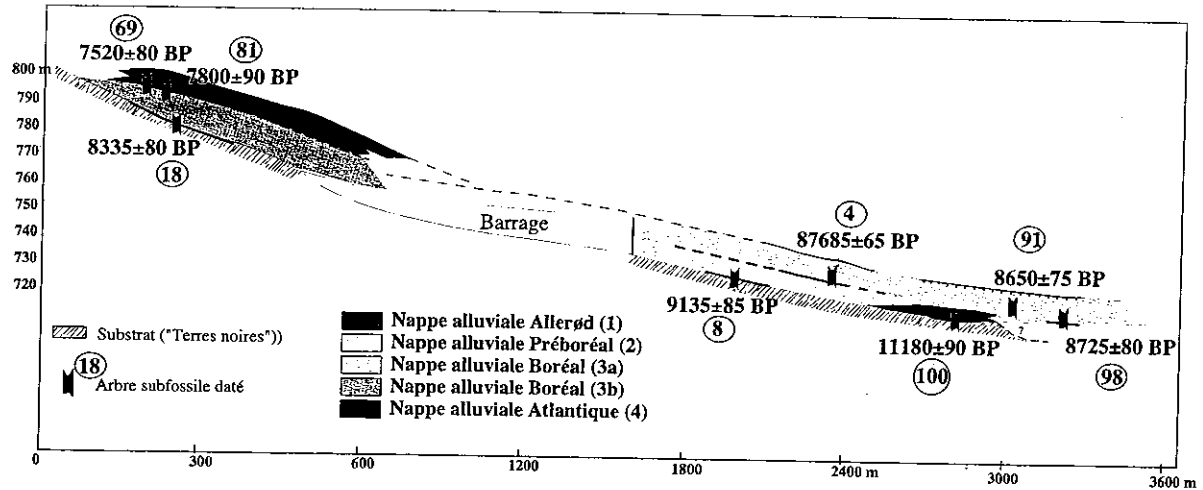 69
7520±80 BP
81
7800±90 BP
800 m
790
780
770
760
750
740
730
720
8335±80 BP
18
Barrage
4
87685±65 BP
91
8650±75 BP
9135±85 BP
8
11180±90 BP
100
8725±80 BP
98
?
Substrat ("Terres noires"))
18
Arbre subfossile daté
Nappe alluviale Allerød (1)
Nappe alluviale Préboréal (2)
Nappe alluviale Boréal (3a)
Nappe alluviale Boréal (3b)
Nappe alluviale Atlantique (4)
0 300 600 1200 1800 2400 m 3000 3600 m